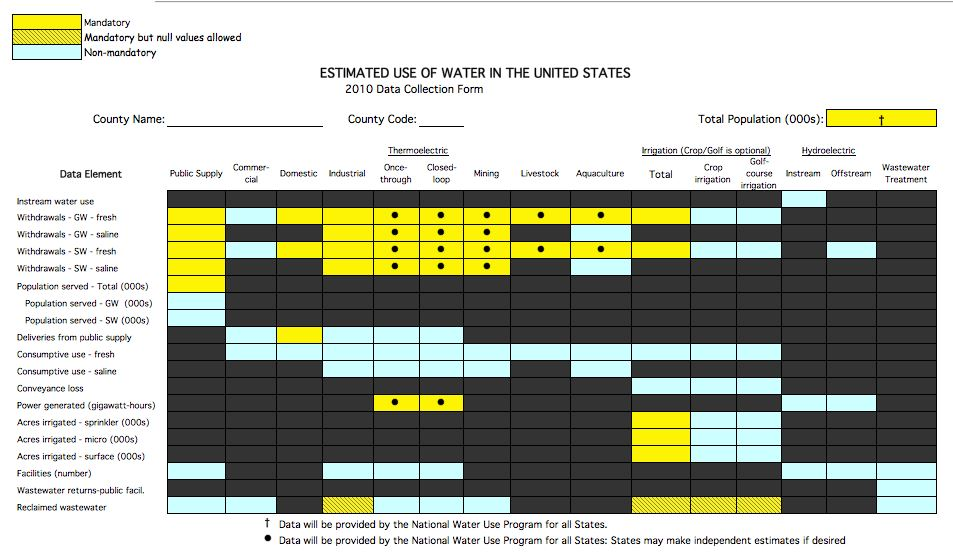 Mandatory
Mandatory but null values allowed
Non-mandatory
ESTIMATED USE OF WATER IN THE UNITED STATES
2010 Data Collection Form
County Name: County Code: Total Population (000s): †
Thermoelectric Irrigation (Crop/Golf is optional) Hydroelectric
Data Element Public Supply Commer-cial Domestic Industrial Once-through Closed-loop Mining Livestock Aquaculture Total Crop irrigation Golf-course irrigation Instream Offstream Wastewater Treatment
Instream water use
Withdrawals - GW - fresh ● ● ● ● ●
Withdrawals - GW - saline ● ● ●
Withdrawals - SW - fresh ● ● ● ● ●
Withdrawals - SW - saline ● ● ●
Population served - Total (000s)
Population served - GW (000s)
Population served - SW (000s)
Deliveries from public supply
Consumptive use - fresh
Consumptive use - saline
Conveyance loss
Power generated (gigawatt-hours) ● ●
Acres irrigated - sprinkler (000s)
Acres irrigated - micro (000s)
Acres irrigated - surface (000s)
Facilities (number)
Wastewater returns-public facil.
Reclaimed wastewater
† Data will be provided by the National Water Use Program for all States.
● Data will be provided by the National Water Use Program for all States: States may make independent estimates if desired